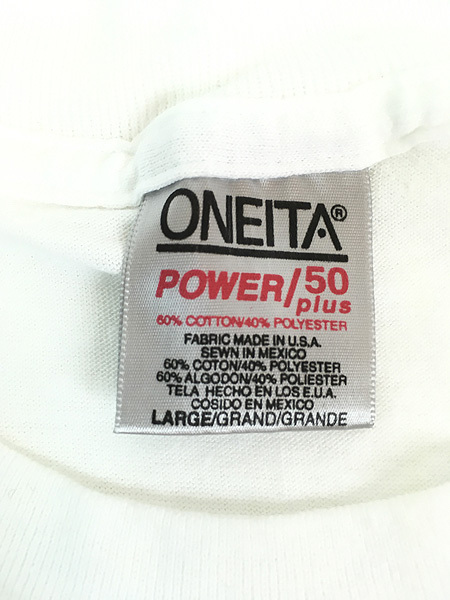 ONEITA®
POWER/50 plus
60% COTTON/40% POLYESTER
FABRIC MADE IN U.S.A.
SEWN IN MEXICO
60% COTON/40% POLYESTER
60% ALGODON/40% POLIESTER
TELA HECHO EN LOS E.U.A.
COSIDO EN MEXICO
LARGE/GRAND/GRANDE